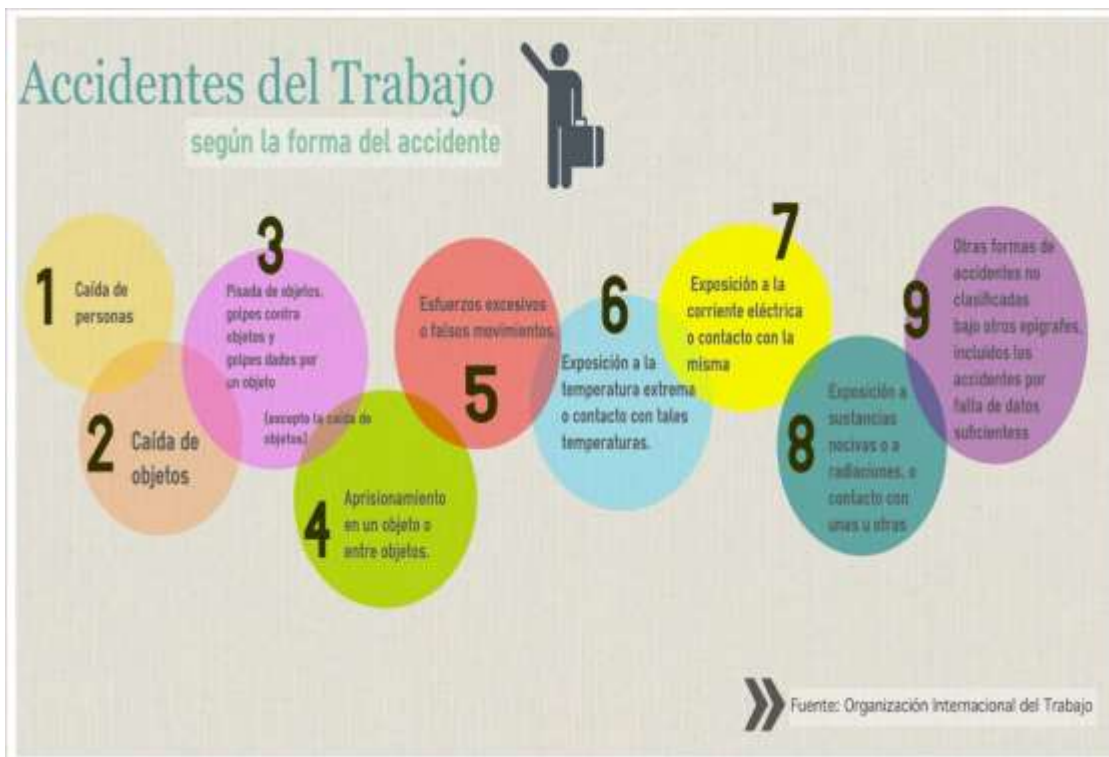 Accidentes del Trabajo
según la forma del accidente
1
Caída de
personas
2
Caída de
objetos
3
Pisada de objetos,
golpes contra
objetos y
golpes dados por
un objeto
(excepto la caída de
objetos)
4
Aprisionamiento
en un objeto o
entre objetos.
5
Esfuerzos excesivos
o falsos movimientos.
6
Exposición a la
temperatura extrema
o contacto con tales
temperaturas.
7
Exposición a la
corriente eléctrica
o contacto con la
misma
8
Exposición a
sustancias
nocivas o a
radiaciones, o
contacto con
unas u otras
9
Otras formas de
accidentes no
clasificadas
bajo otros epígrafes,
incluidos los
accidentes por
falta de datos
suficientess
Fuente: Organización Internacional del Trabajo